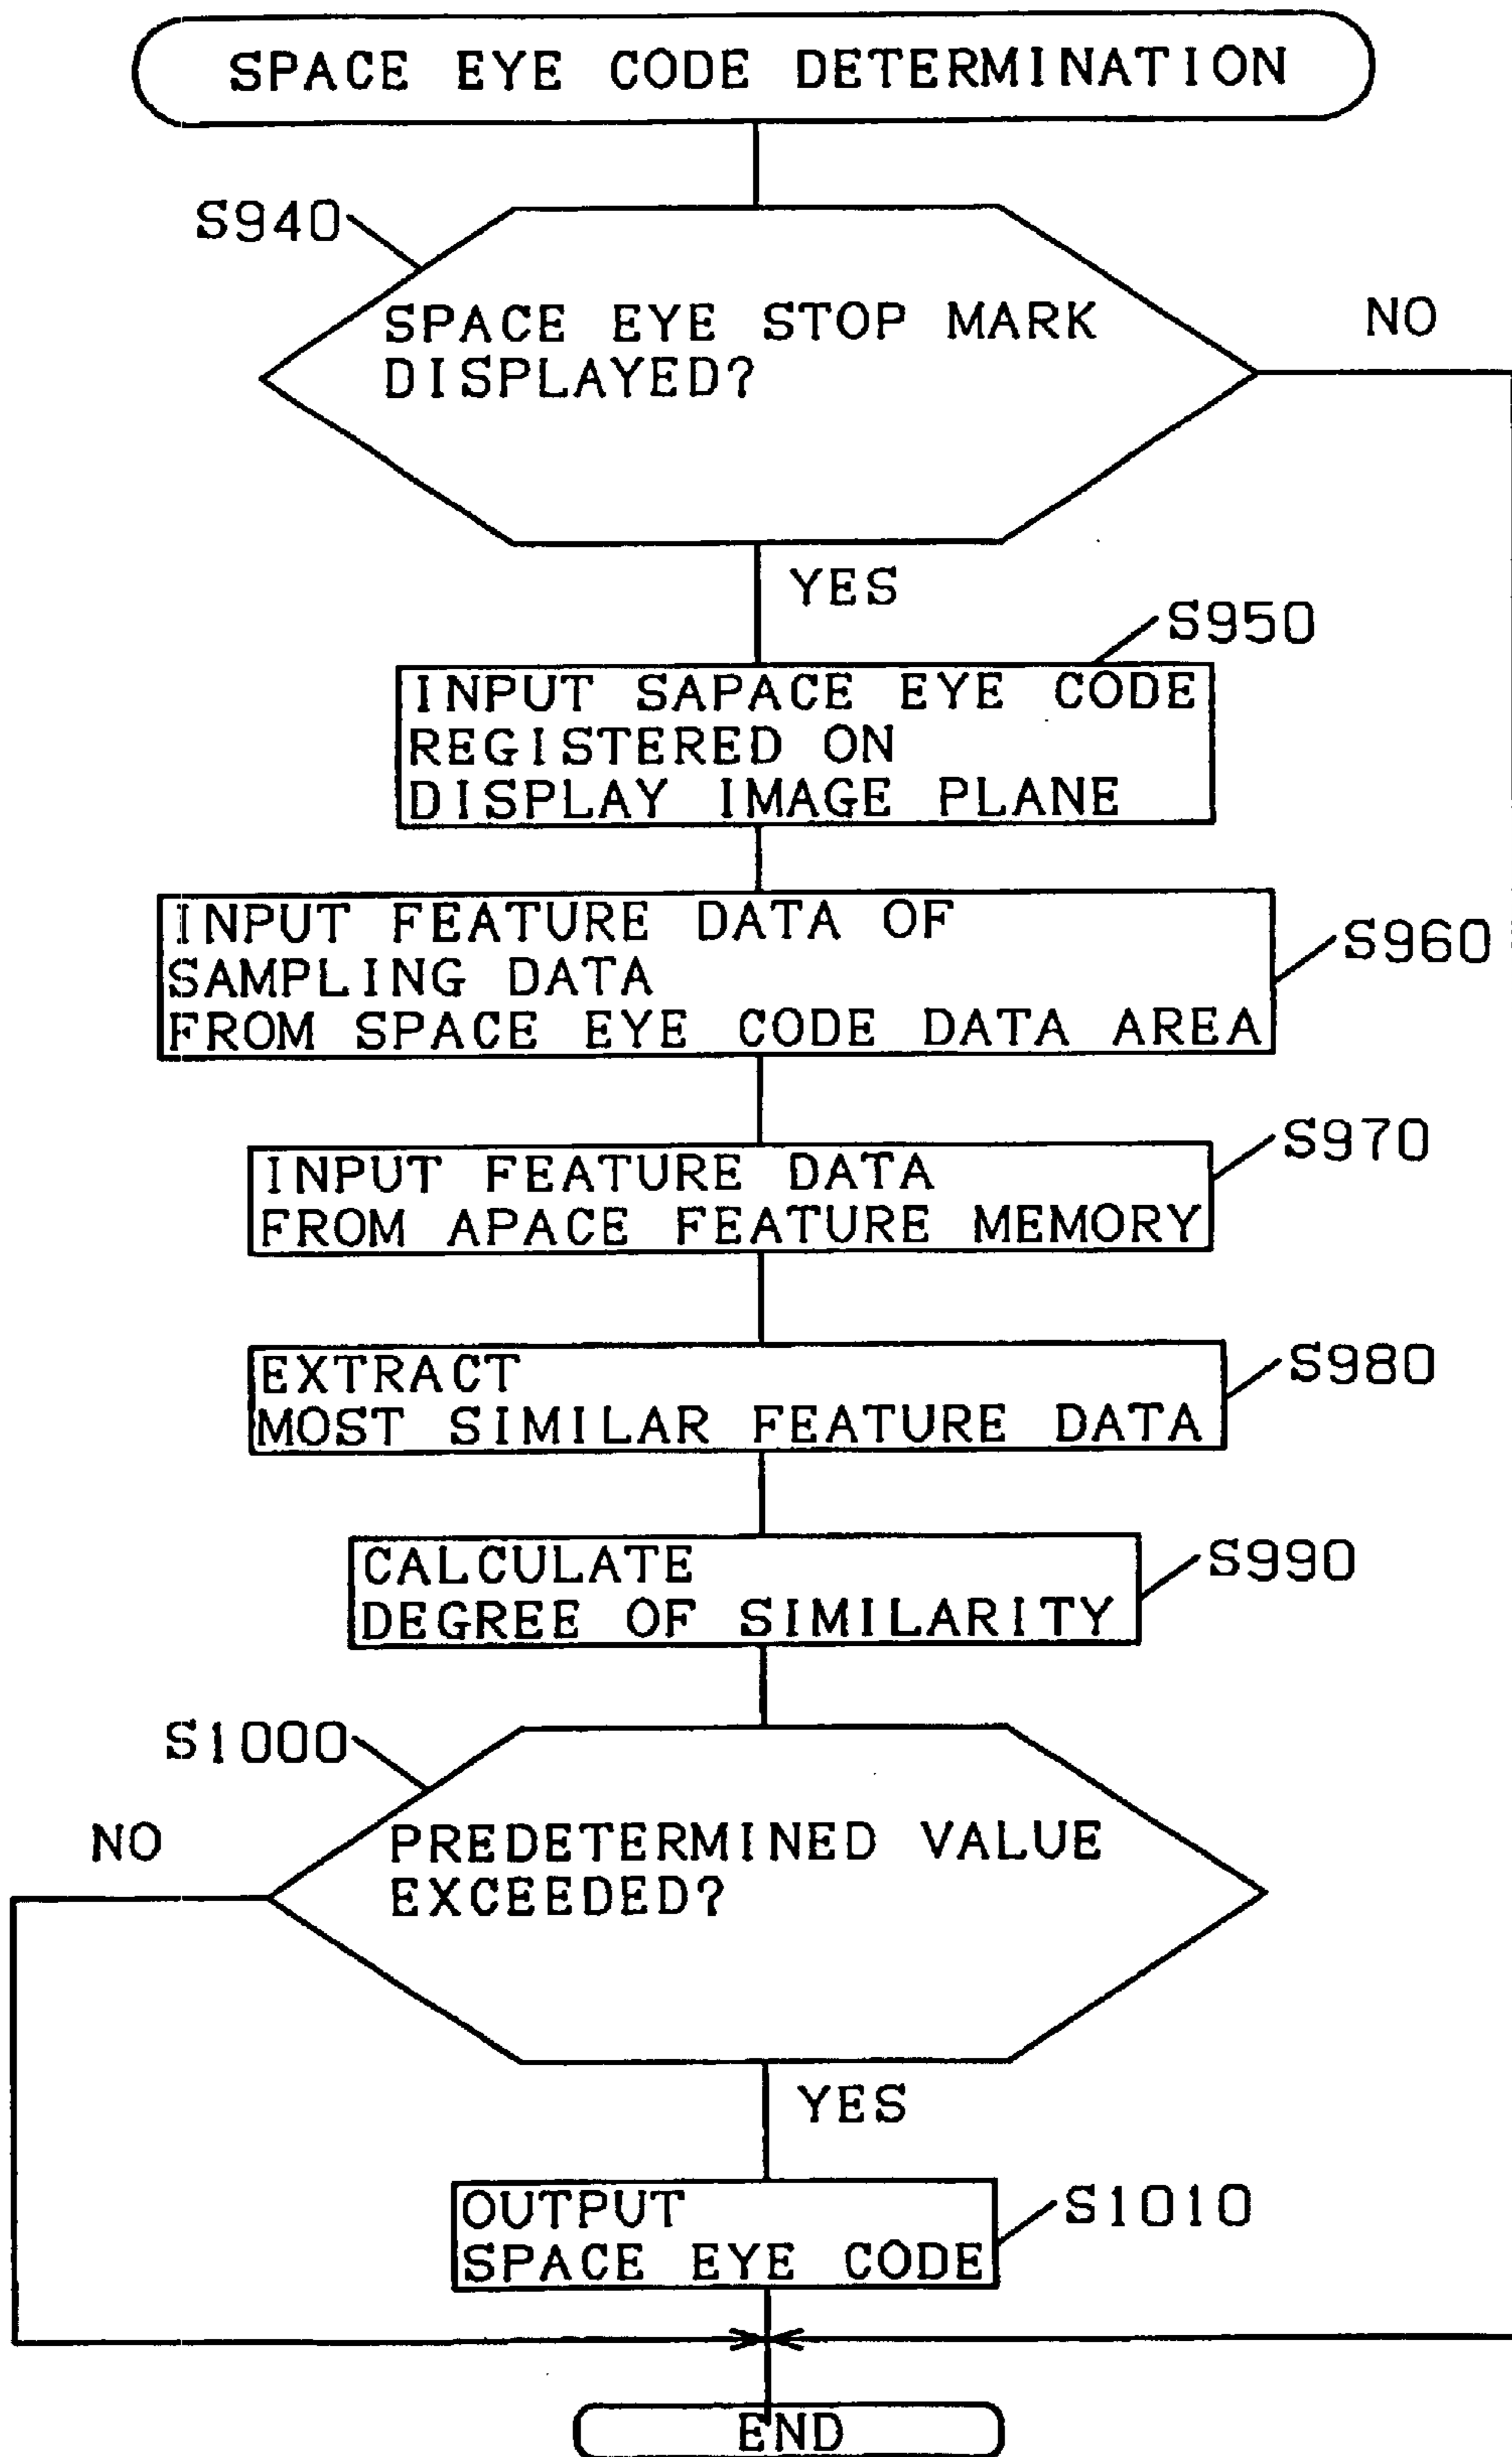 SPACE EYE CODE DETERMINATION
S940
SPACE EYE STOP MARK
DISPLAYED?
NO
YES
S950
INPUT SAPACE EYE CODE
REGISTERED ON
DISPLAY IMAGE PLANE
INPUT FEATURE DATA OF
SAMPLING DATA
FROM SPACE EYE CODE DATA AREA
S960
S970
INPUT FEATURE DATA
FROM APACE FEATURE MEMORY
EXTRACT
MOST SIMILAR FEATURE DATA
S980
CALCULATE
DEGREE OF SIMILARITY
S990
S1000
NO
PREDETERMINED VALUE
EXCEEDED?
YES
OUTPUT
SPACE EYE CODE
S1010
END